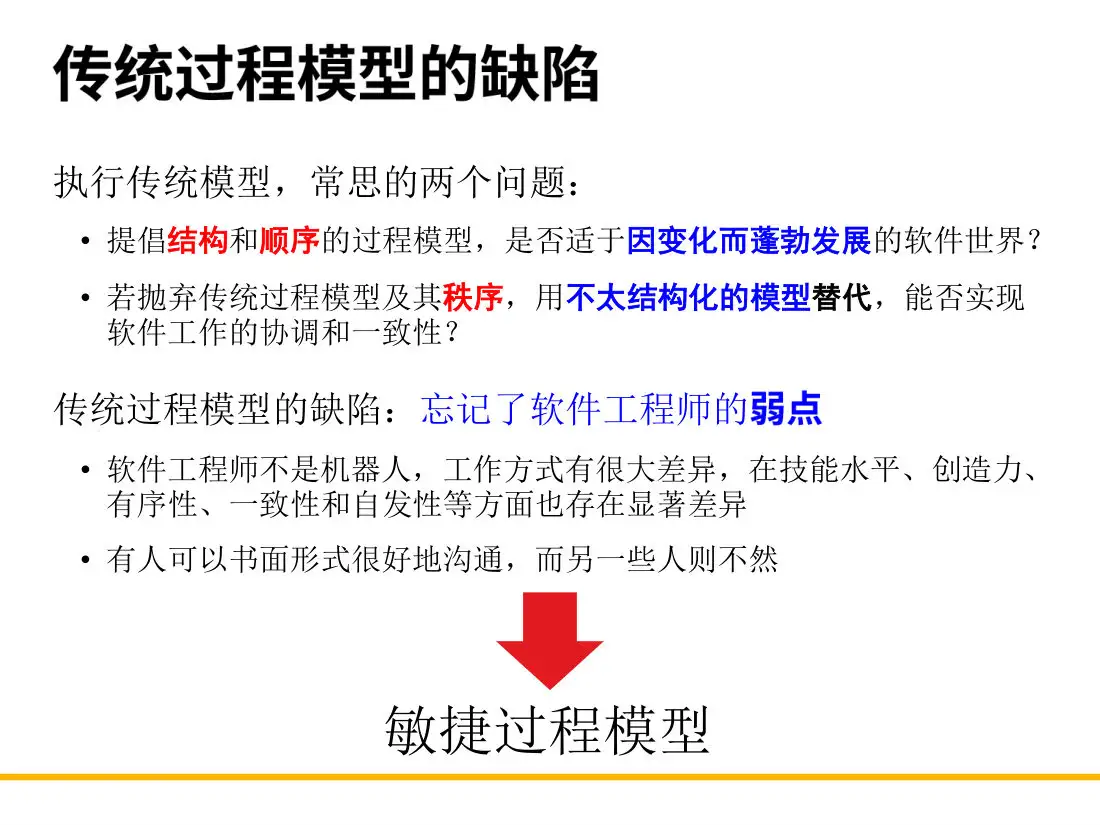 传统过程模型的缺陷
执行传统模型，常思的两个问题：
• 提倡结构和顺序的过程模型，是否适于因变化而蓬勃发展的软件世界？
• 若抛弃传统过程模型及其秩序，用不太结构化的模型替代，能否实现
软件工作的协调和一致性？
传统过程模型的缺陷：忘记了软件工程师的弱点
• 软件工程师不是机器人，工作方式有很大差异，在技能水平、创造力、
有序性、一致性和自发性等方面也存在显著差异
• 有人可以书面形式很好地沟通，而另一些人则不然
敏捷过程模型